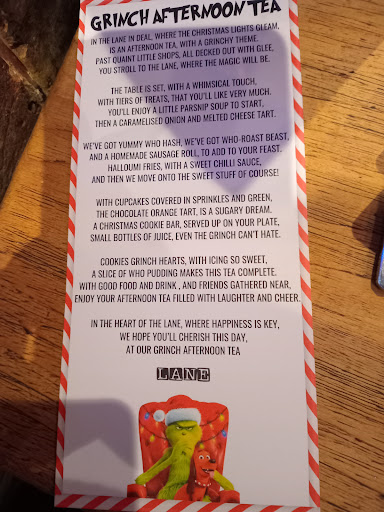 GRINCH AFTERNOON TEA
IN THE LANE IN DEAL, WHERE THE CHRISTMAS LIGHTS GLEAM,
IS AN AFTERNOON TEA, WITH A GRINCHY THEME.
PAST QUAINT LITTLE SHOPS, ALL DECKED OUT WITH GLEE,
YOU STROLL TO THE LANE, WHERE THE MAGIC WILL BE.
THE TABLE IS SET, WITH A WHIMSICAL TOUCH,
WITH TIERS OF TREATS, THAT YOU'LL LIKE VERY MUCH.
YOU'LL ENJOY A LITTLE PARSNIP SOUP TO START,
THEN A CARAMELISED ONION AND MELTED CHEESE TART.
WE'VE GOT YUMMY WHO HASH, WE'VE GOT WHO-ROAST BEAST,
AND A HOMEMADE SAUSAGE ROLL, TO ADD TO YOUR FEAST.
HALLOUMI FRIES, WITH A SWEET CHILLI SAUCE,
AND THEN WE MOVE ONTO THE SWEET STUFF OF COURSE!
WITH CUPCAKES COVERED IN SPRINKLES AND GREEN,
THE CHOCOLATE ORANGE TART, IS A SUGARY DREAM.
A CHRISTMAS COOKIE BAR, SERVED UP ON YOUR PLATE,
SMALL BOTTLES OF JUICE, EVEN THE GRINCH CAN'T HATE.
COOKIES GRINCH HEARTS, WITH ICING SO SWEET,
A SLICE OF WHO PUDDING MAKES THIS TEA COMPLETE.
WITH GOOD FOOD AND DRINK , AND FRIENDS GATHERED NEAR,
ENJOY YOUR AFTERNOON TEA FILLED WITH LAUGHTER AND CHEER.
IN THE HEART OF THE LANE, WHERE HAPPINESS IS KEY,
WE HOPE YOU'LL CHERISH THIS DAY,
AT OUR GRINCH AFTERNOON TEA
LANE